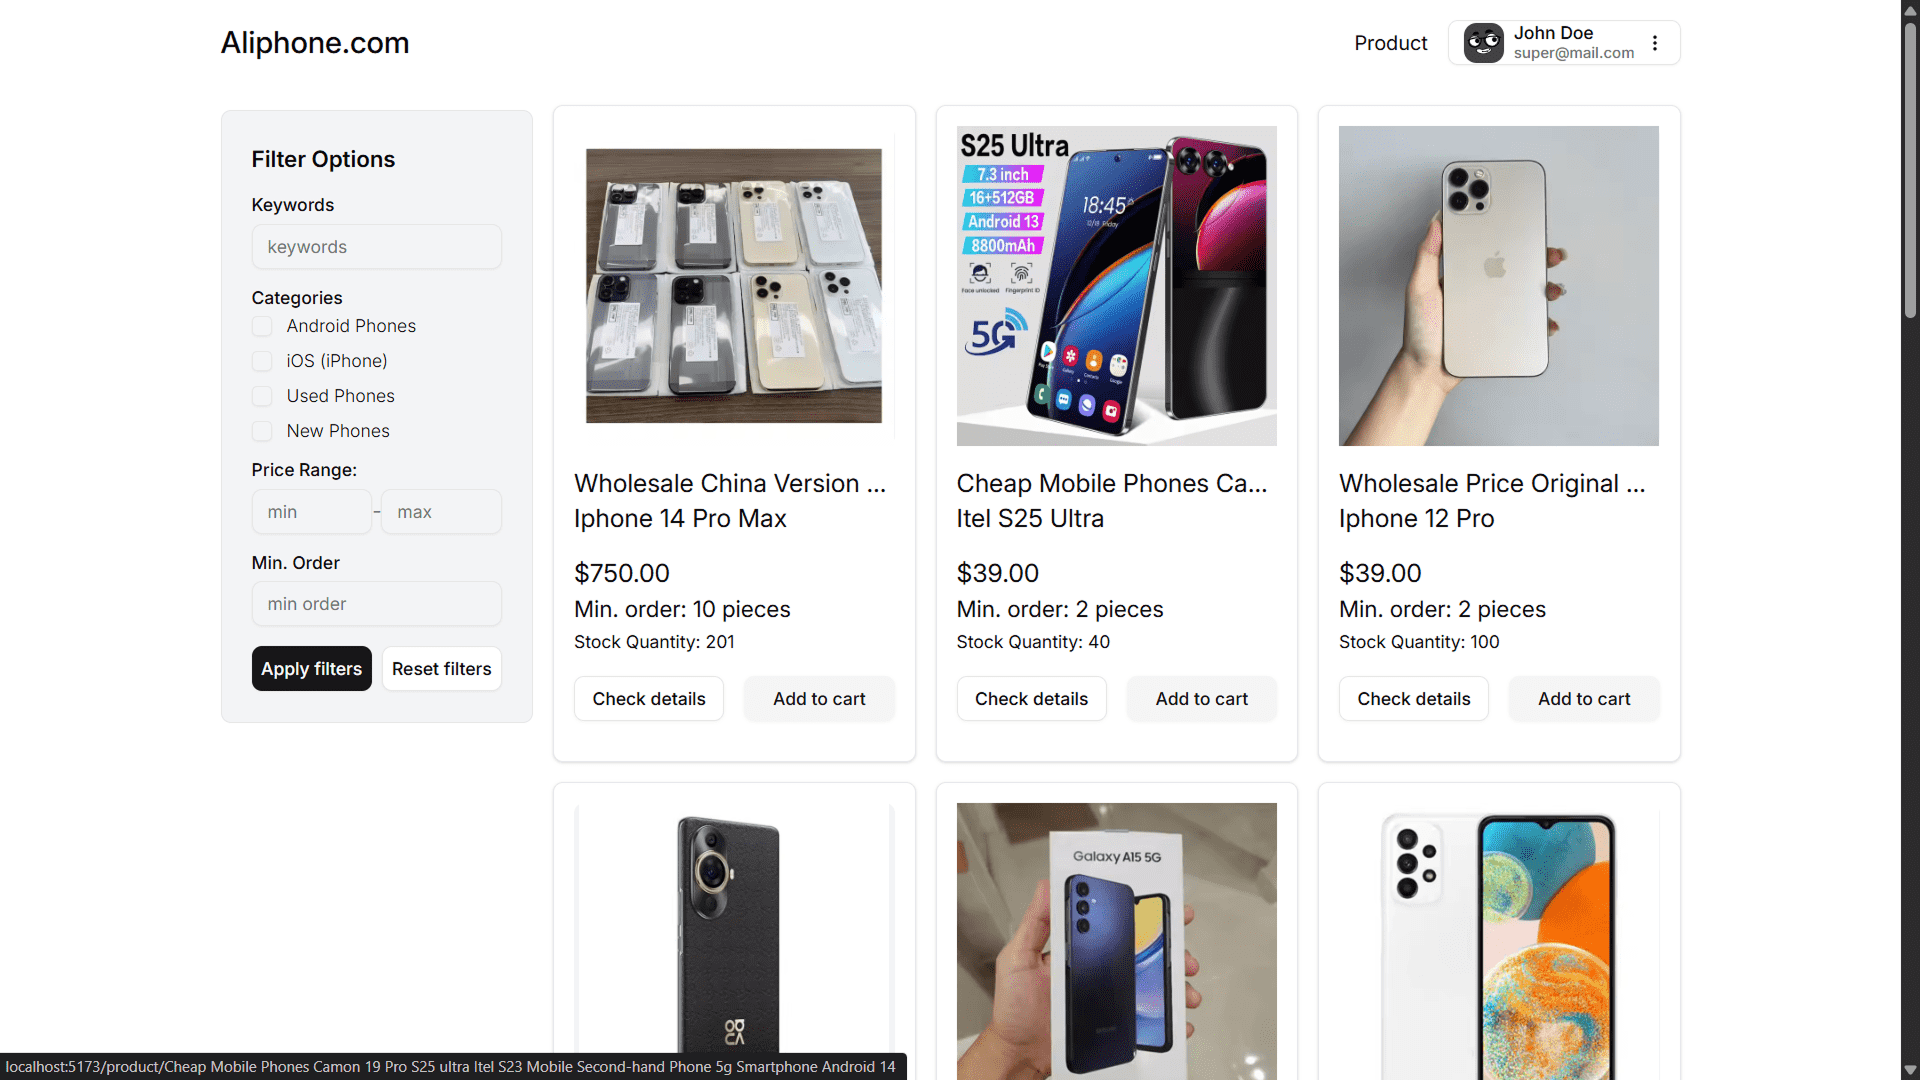 Aliphone.com
Product
John Doe
super@mail.com
Filter Options
Keywords
keywords
Categories
Android Phones
iOS (iPhone)
Used Phones
New Phones
Price Range:
min - max
Min. Order
min order
Apply filters
Reset filters
Wholesale China Version ...
Iphone 14 Pro Max
$750.00
Min. order: 10 pieces
Stock Quantity: 201
Check details
Add to cart
S25 Ultra
7.3 inch
16+512GB
Android 13
8800mAh
Face unlocked
Fingerprint ID
5G
18:45
Cheap Mobile Phones Ca...
Itel S25 Ultra
$39.00
Min. order: 2 pieces
Stock Quantity: 40
Check details
Add to cart
Wholesale Price Original ...
Iphone 12 Pro
$39.00
Min. order: 2 pieces
Stock Quantity: 100
Check details
Add to cart
Galaxy A15 5G
localhost:5173/product/Cheap Mobile Phones Camon 19 Pro S25 ultra Itel S23 Mobile Second-hand Phone 5g Smartphone Android 14